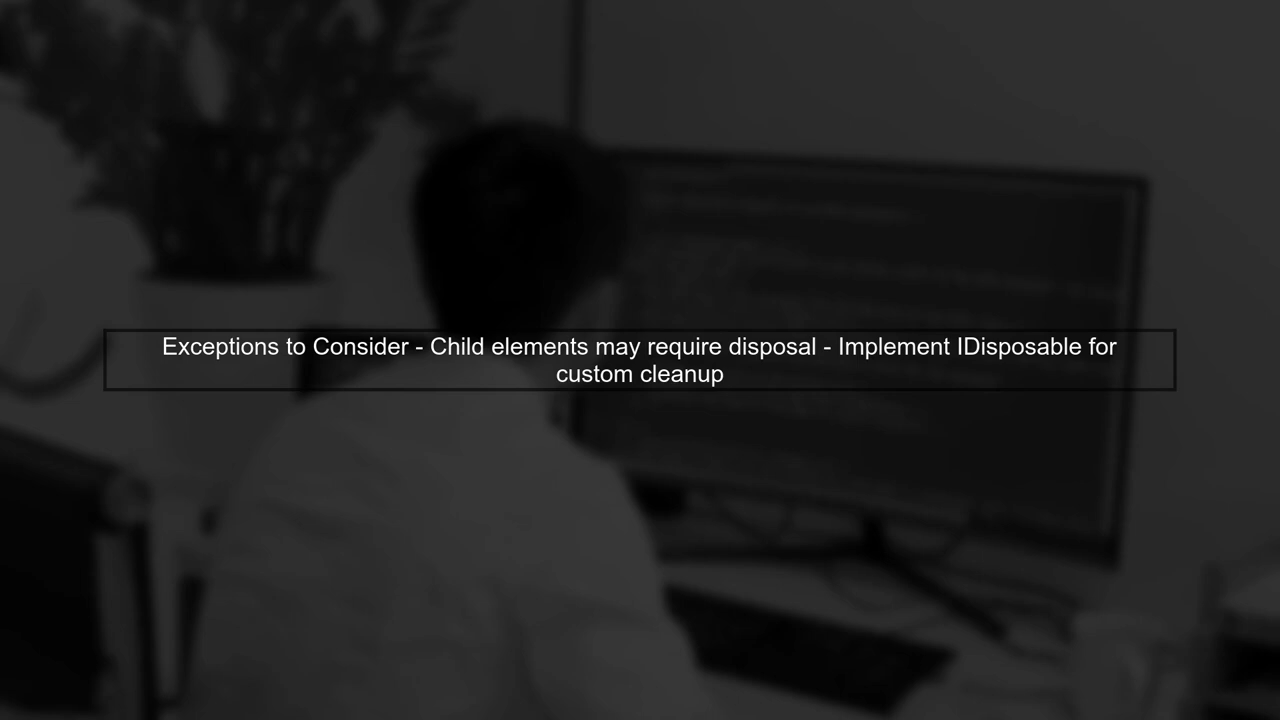 Exceptions to Consider - Child elements may require disposal - Implement IDisposable for
custom cleanup